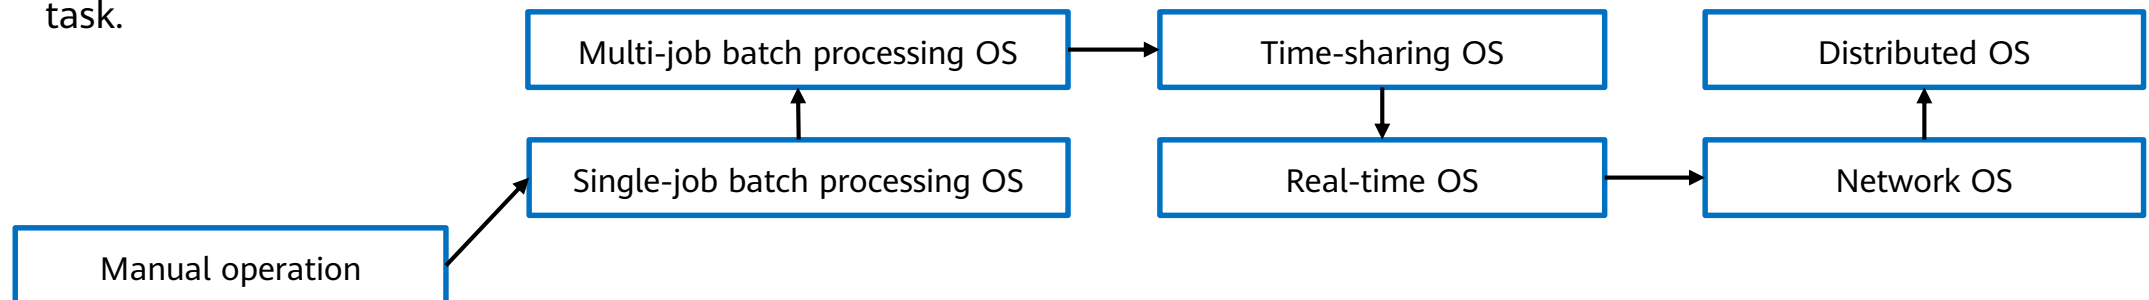 task.
Multi-job batch processing OS
Time-sharing OS
Distributed OS
Single-job batch processing OS
Real-time OS
Network OS
Manual operation